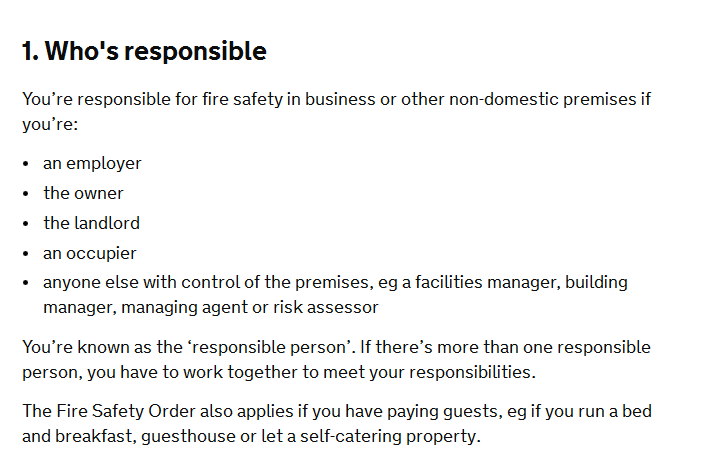 1. Who's responsible
You’re responsible for fire safety in business or other non-domestic premises if
you’re:
• an employer
• the owner
• the landlord
• an occupier
• anyone else with control of the premises, eg a facilities manager, building
manager, managing agent or risk assessor
You’re known as the ‘responsible person’. If there’s more than one responsible
person, you have to work together to meet your responsibilities.
The Fire Safety Order also applies if you have paying guests, eg if you run a bed
and breakfast, guesthouse or let a self-catering property.